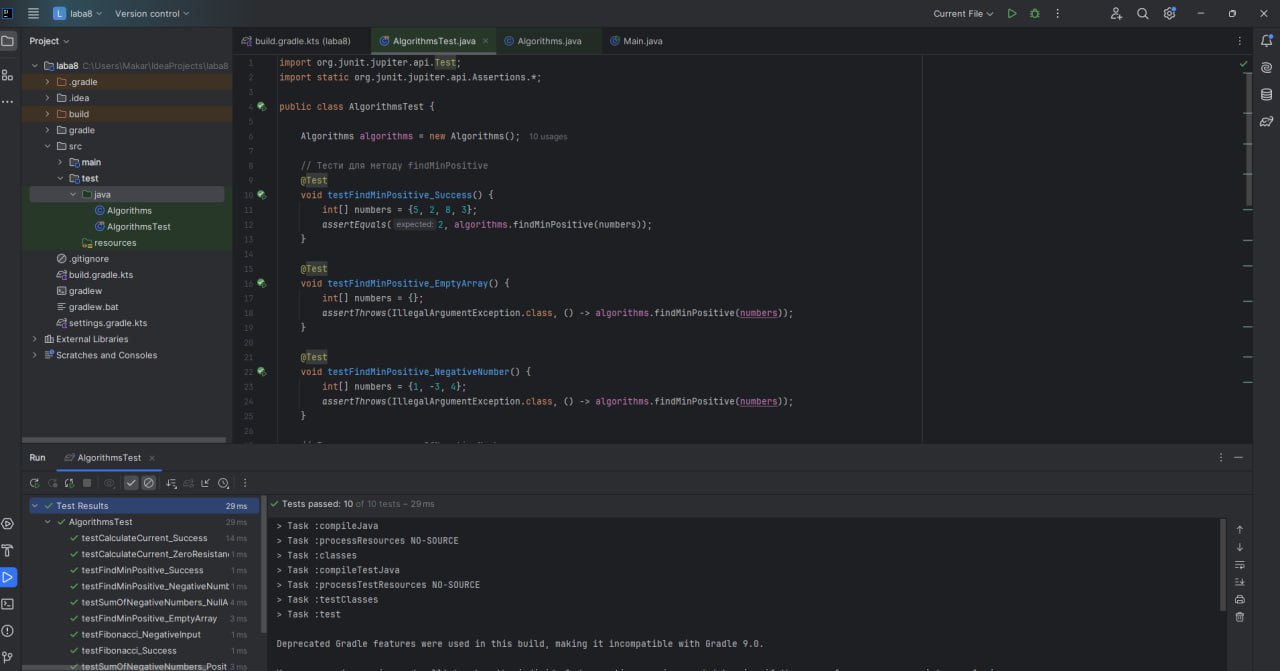 L laba8 Version control Current File
Project
build.gradle.kts (laba8) AlgorithmsTest.java Algorithms.java Main.java
laba8 C:\Users\Makar\IdeaProjects\laba8
.gradle
.idea
build
gradle
src
main
test
java
Algorithms
AlgorithmsTest
resources
.gitignore
build.gradle.kts
gradlew
gradlew.bat
settings.gradle.kts
External Libraries
Scratches and Consoles
1 import org.junit.jupiter.api.Test;
2 import static org.junit.jupiter.api.Assertions.*;
3
4 public class AlgorithmsTest {
5
6 Algorithms algorithms = new Algorithms(); 10 usages
7
8 // Тести для методу findMinPositive
9 @Test
10 void testFindMinPositive_Success() {
11 int[] numbers = {5, 2, 8, 3};
12 assertEquals( expected: 2, algorithms.findMinPositive(numbers));
13 }
14
15 @Test
16 void testFindMinPositive_EmptyArray() {
17 int[] numbers = {};
18 assertThrows(IllegalArgumentException.class, () -> algorithms.findMinPositive(numbers));
19 }
20
21 @Test
22 void testFindMinPositive_NegativeNumber() {
23 int[] numbers = {1, -3, 4};
24 assertThrows(IllegalArgumentException.class, () -> algorithms.findMinPositive(numbers));
25 }
26
Run AlgorithmsTest
Test Results 29 ms
AlgorithmsTest 29 ms
testCalculateCurrent_Success 14 ms
testCalculateCurrent_ZeroResistan 1 ms
testFindMinPositive_Success 1 ms
testFindMinPositive_NegativeNumb 1 ms
testSumOfNegativeNumbers_NullA 4 ms
testFindMinPositive_EmptyArray 3 ms
testFibonacci_NegativeInput 1 ms
testFibonacci_Success 1 ms
testSumOfNegativeNumbers_Posit 3 ms
Tests passed: 10 of 10 tests – 29 ms
> Task :compileJava
> Task :processResources NO-SOURCE
> Task :classes
> Task :compileTestJava
> Task :processTestResources NO-SOURCE
> Task :testClasses
> Task :test
Deprecated Gradle features were used in this build, making it incompatible with Gradle 9.0.